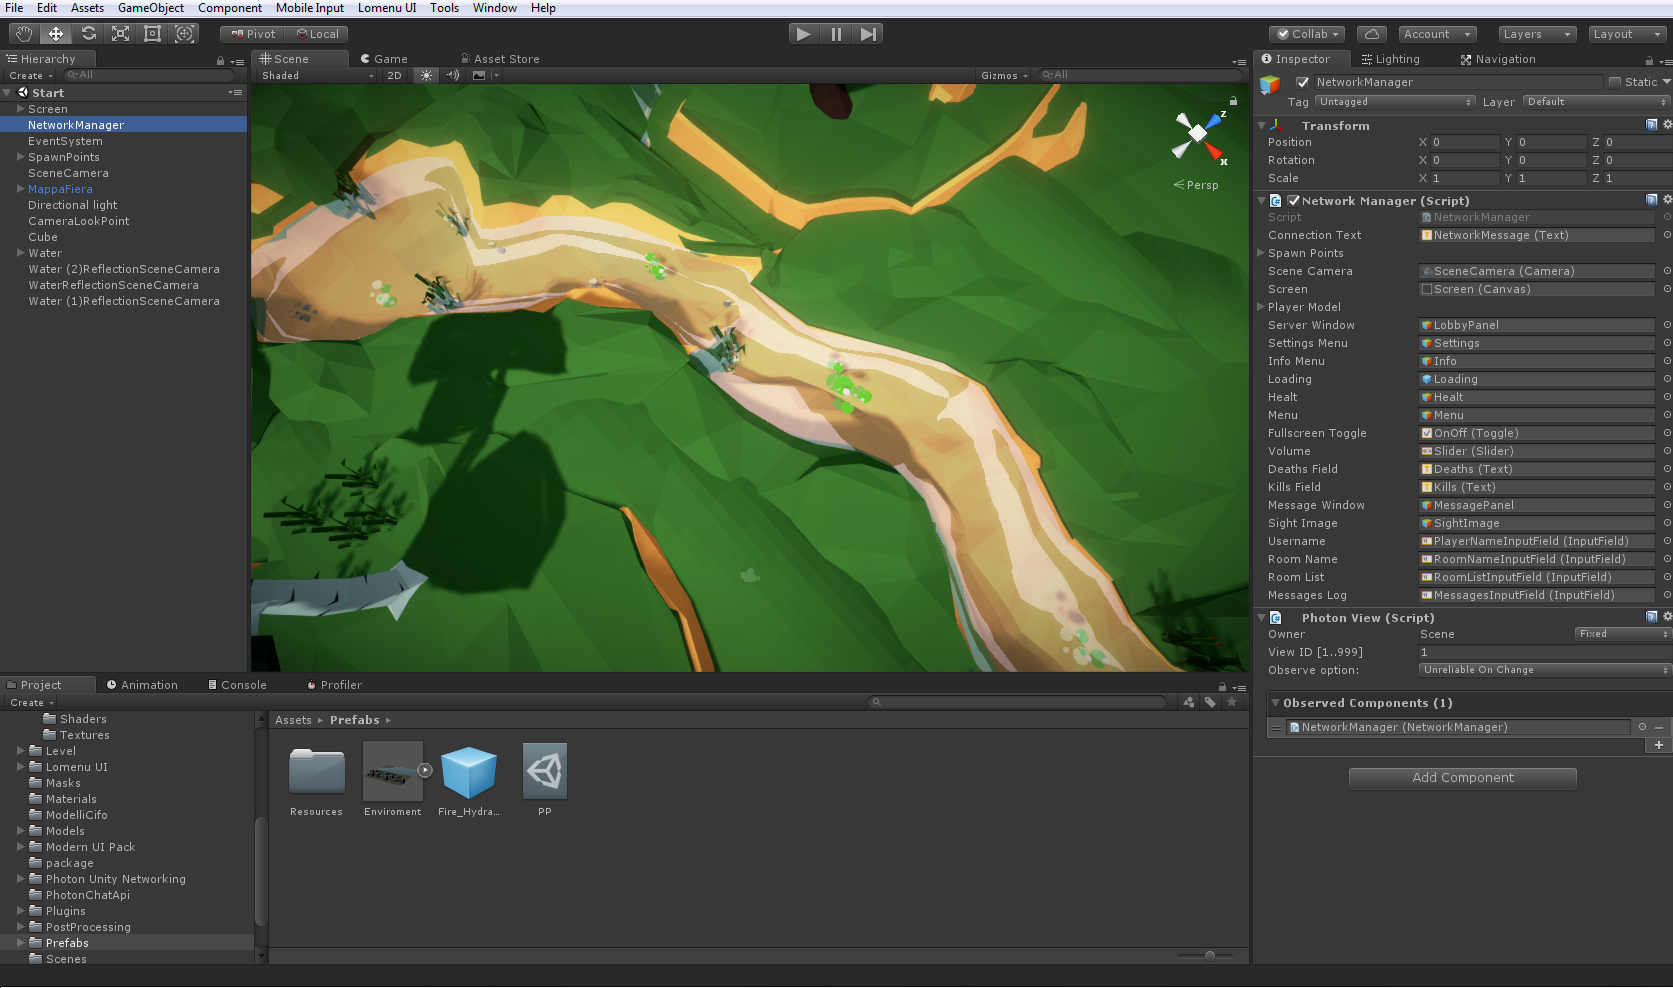 File Edit Assets GameObject Component Mobile Input Lomenu UI Tools Window Help
Pivot Local Collab Account Layers Layout
Hierarchy
Create All
Start
Screen
NetworkManager
EventSystem
SpawnPoints
SceneCamera
MappaFiera
Directional light
CameraLookPoint
Cube
Water
Water (2)ReflectionSceneCamera
WaterReflectionSceneCamera
Water (1)ReflectionSceneCamera
Scene Game Asset Store
Shaded 2D Gizmos All
z
x
Persp
Inspector Lighting Navigation
NetworkManager Static
Tag Untagged Layer Default
Transform
Position X 0 Y 0 Z 0
Rotation X 0 Y 0 Z 0
Scale X 1 Y 1 Z 1
Network Manager (Script)
Script NetworkManager
Connection Text NetworkMessage (Text)
Spawn Points
Scene Camera SceneCamera (Camera)
Screen Screen (Canvas)
Player Model
Server Window LobbyPanel
Settings Menu Settings
Info Menu Info
Loading Loading
Healt Healt
Menu Menu
Fullscreen Toggle OnOff (Toggle)
Volume Slider (Slider)
Deaths Field Deaths (Text)
Kills Field Kills (Text)
Message Window MessagePanel
Sight Image SightImage
Username PlayerNameInputField (InputField)
Room Name RoomNameInputField (InputField)
Room List RoomListInputField (InputField)
Messages Log MessagesInputField (InputField)
Photon View (Script)
Owner Scene Fixed
View ID [1..999] 1
Observe option: Unreliable On Change
Observed Components (1)
NetworkManager (NetworkManager)
Add Component
Project Animation Console Profiler
Create
Shaders
Textures
Level
Lomenu UI
Masks
Materials
ModelliCifo
Models
Modern UI Pack
package
Photon Unity Networking
PhotonChatApi
Plugins
PostProcessing
Prefabs
Scenes
Assets Prefabs
Resources Enviroment Fire_Hydra... PP